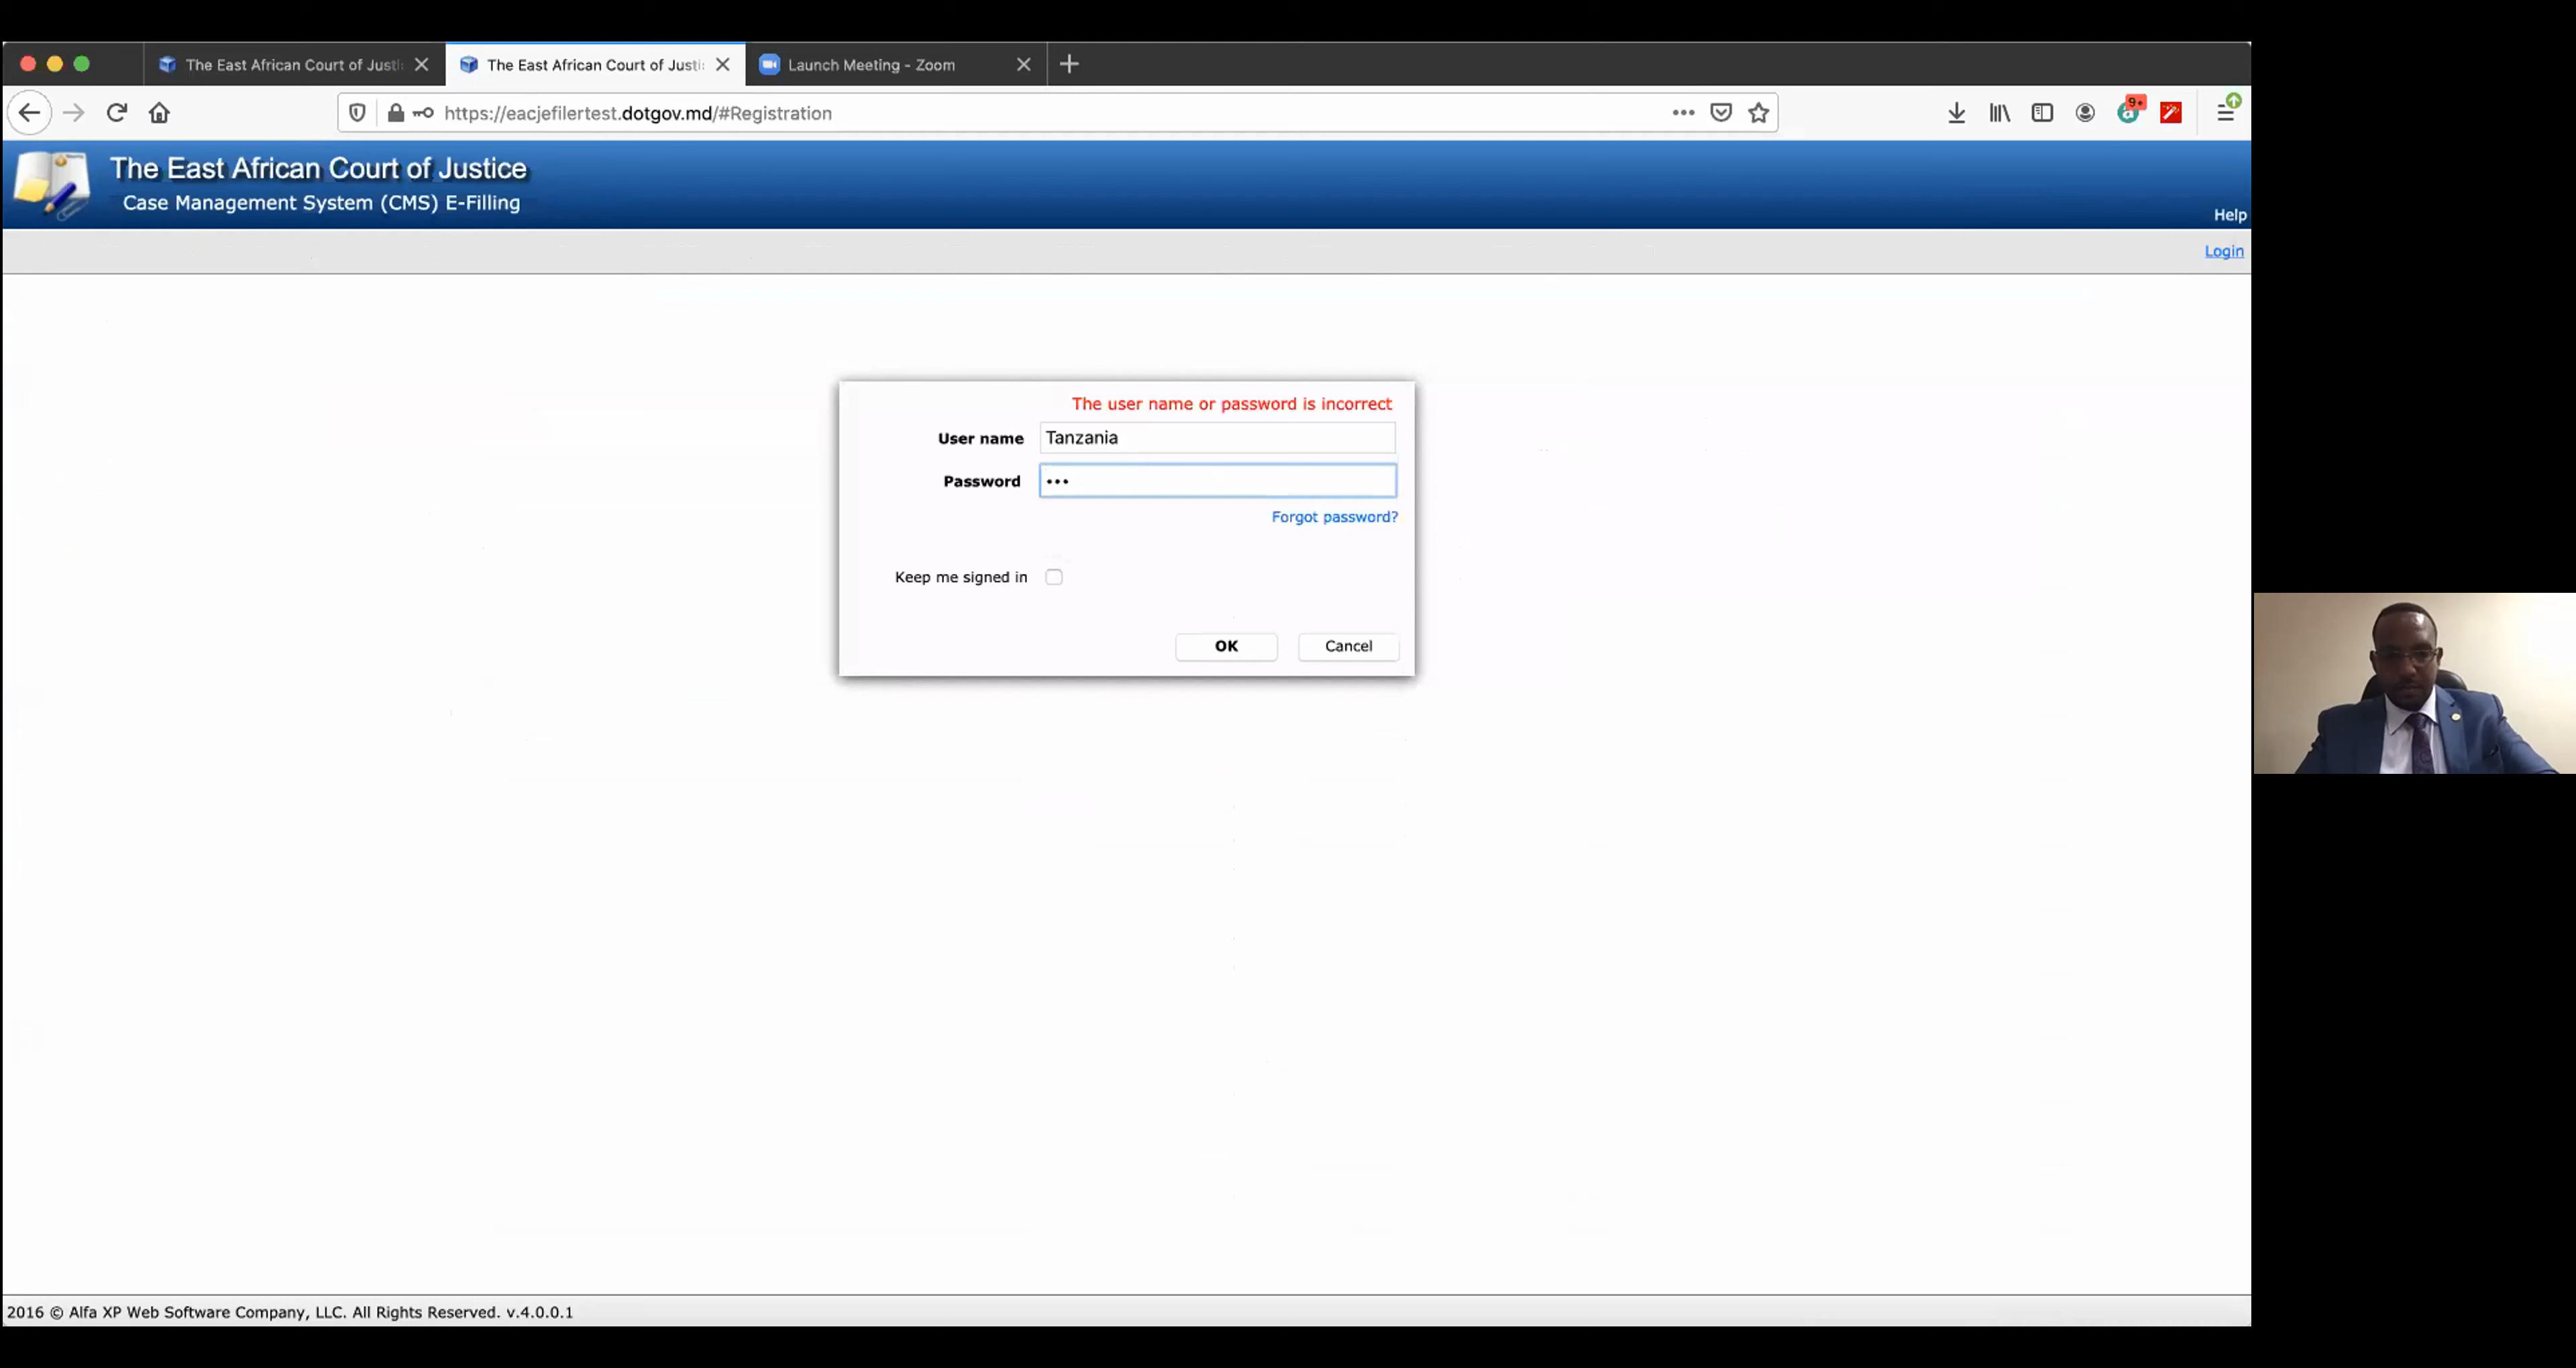 The East African Court of Justi
The East African Court of Justi
Launch Meeting - Zoom
https://eacjefilertest.dotgov.md/#Registration
9+
The East African Court of Justice
Case Management System (CMS) E-Filling
Help
Login
The user name or password is incorrect
User name Tanzania
Password •••
Forgot password?
Keep me signed in
OK Cancel
2016 © Alfa XP Web Software Company, LLC. All Rights Reserved. v.4.0.0.1